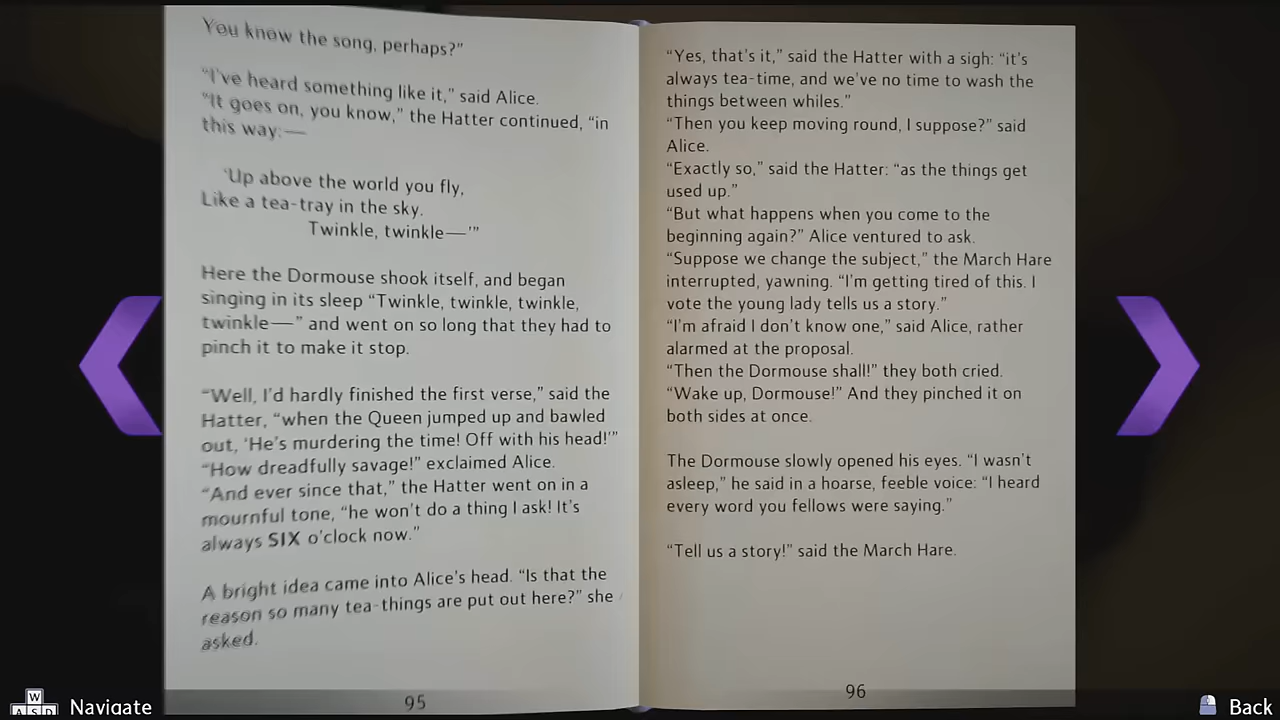 You know the song, perhaps?”
“I’ve heard something like it,” said Alice.
“It goes on, you know,” the Hatter continued, “in
this way:—
‘Up above the world you fly,
Like a tea-tray in the sky.
Twinkle, twinkle—’”
Here the Dormouse shook itself, and began
singing in its sleep “Twinkle, twinkle, twinkle,
twinkle—” and went on so long that they had to
pinch it to make it stop.
“Well, I’d hardly finished the first verse,” said the
Hatter, “when the Queen jumped up and bawled
out, ‘He’s murdering the time! Off with his head!’”
“How dreadfully savage!” exclaimed Alice.
“And ever since that,” the Hatter went on in a
mournful tone, “he won’t do a thing I ask! It’s
always SIX o’clock now.”
A bright idea came into Alice’s head. “Is that the
reason so many tea-things are put out here?” she
asked.
95
“Yes, that’s it,” said the Hatter with a sigh: “it’s
always tea-time, and we’ve no time to wash the
things between whiles.”
“Then you keep moving round, I suppose?” said
Alice.
“Exactly so,” said the Hatter: “as the things get
used up.”
“But what happens when you come to the
beginning again?” Alice ventured to ask.
“Suppose we change the subject,” the March Hare
interrupted, yawning. “I’m getting tired of this. I
vote the young lady tells us a story.”
“I’m afraid I don’t know one,” said Alice, rather
alarmed at the proposal.
“Then the Dormouse shall!” they both cried.
“Wake up, Dormouse!” And they pinched it on
both sides at once.
The Dormouse slowly opened his eyes. “I wasn’t
asleep,” he said in a hoarse, feeble voice: “I heard
every word you fellows were saying.”
“Tell us a story!” said the March Hare.
96
W
A S D Navigate
Back